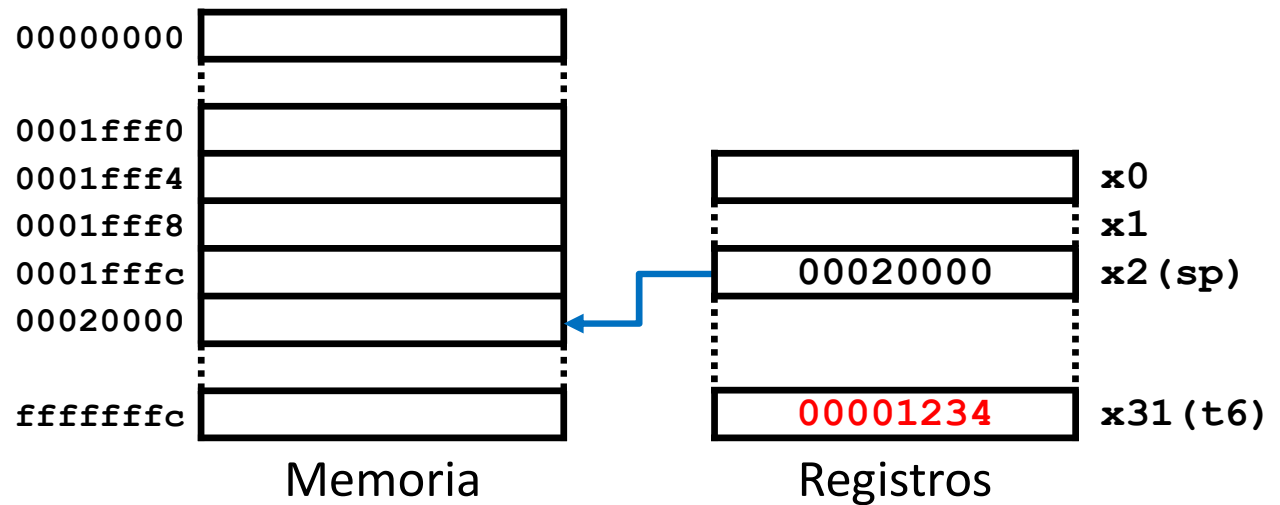 00000000
0001fff0
0001fff4
0001fff8
0001fffc
00020000
fffffffc
Memoria
x0
x1
00020000 x2(sp)
00001234 x31(t6)
Registros